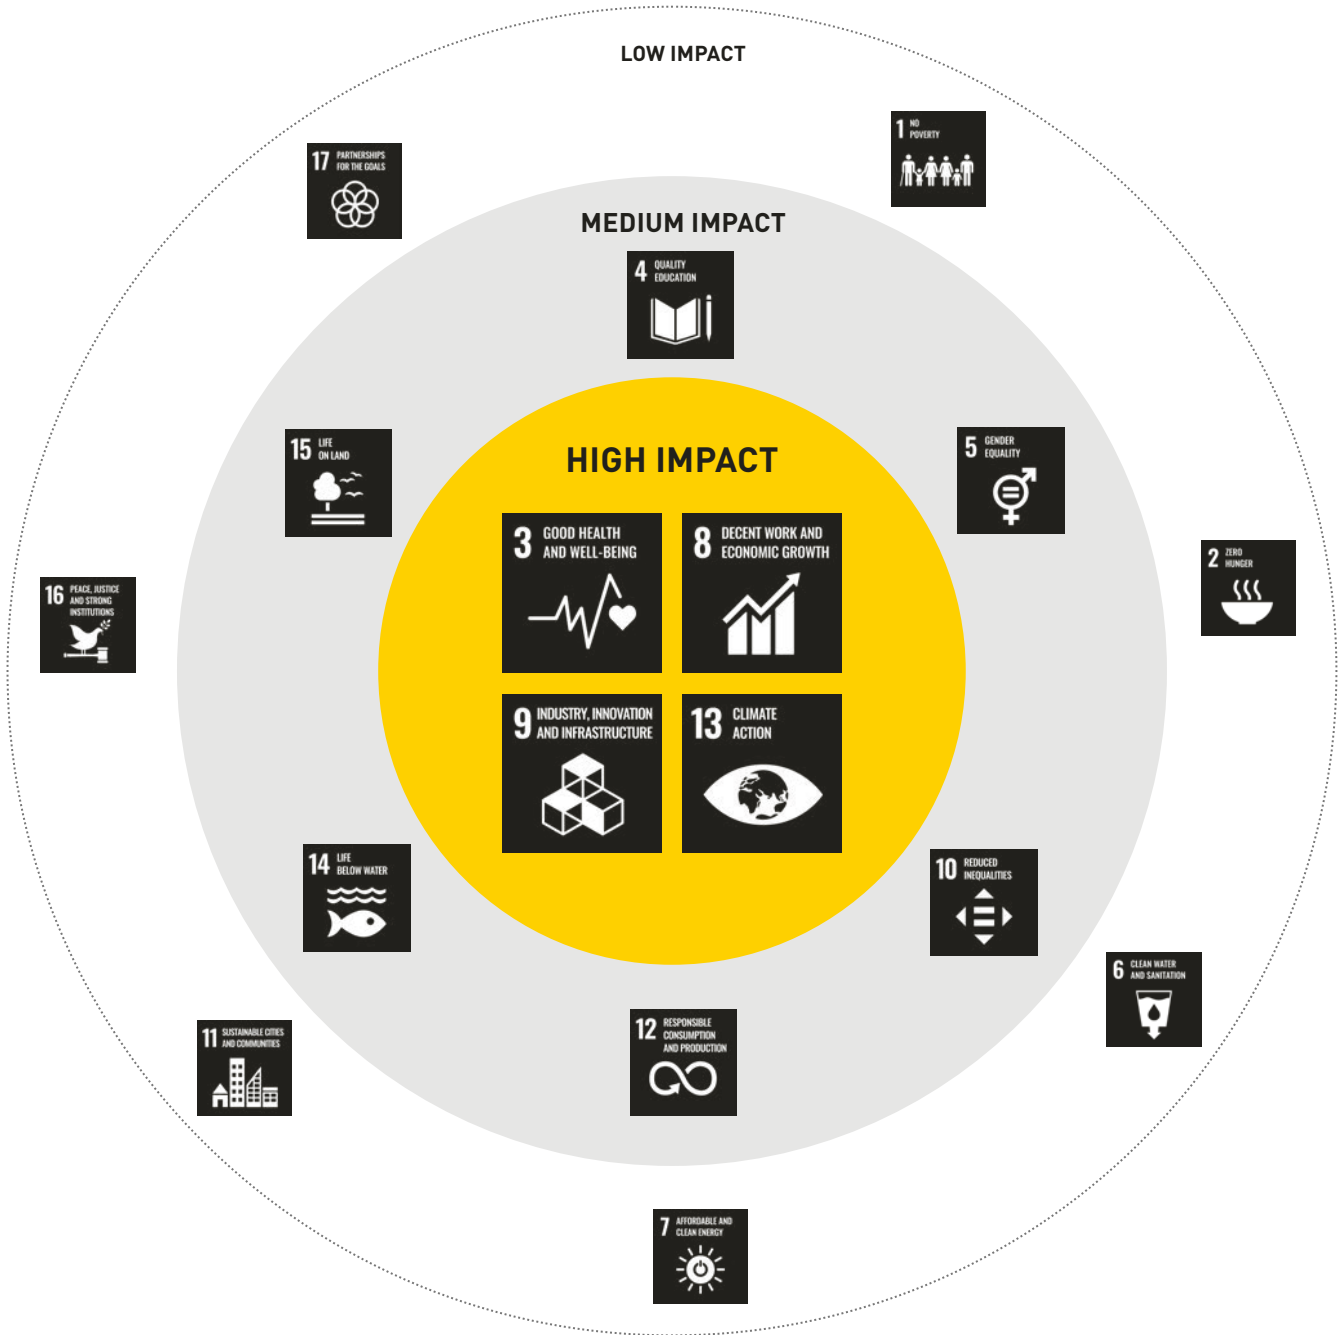 LOW IMPACT
1 NO
POVERTY
17 PARTNERSHIPS
FOR THE GOALS
MEDIUM IMPACT
4 QUALITY
EDUCATION
15 LIFE
ON LAND
5 GENDER
EQUALITY
HIGH IMPACT
3 GOOD HEALTH
AND WELL-BEING
8 DECENT WORK AND
ECONOMIC GROWTH
2 ZERO
HUNGER
16 PEACE, JUSTICE
AND STRONG
INSTITUTIONS
9 INDUSTRY, INNOVATION
AND INFRASTRUCTURE
13 CLIMATE
ACTION
14 LIFE
BELOW WATER
10 REDUCED
INEQUALITIES
6 CLEAN WATER
AND SANITATION
11 SUSTAINABLE CITIES
AND COMMUNITIES
12 RESPONSIBLE
CONSUMPTION
AND PRODUCTION
7 AFFORDABLE AND
CLEAN ENERGY